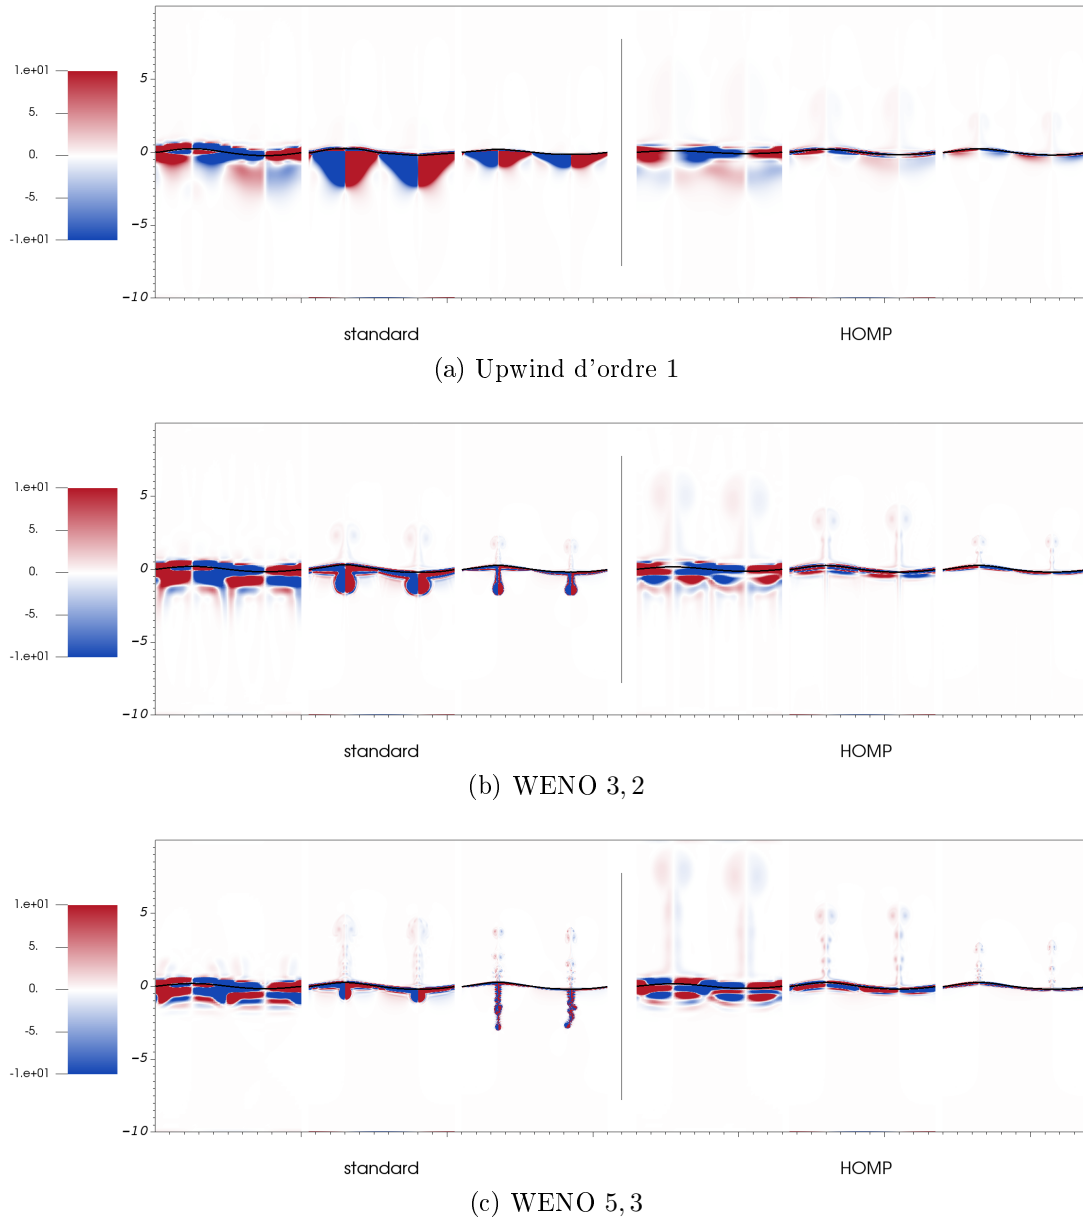 1.e+01
5.
0.
-5.
-1.e+01
5
0
-5
-10
standard HOMP
(a) Upwind d'ordre 1
1.e+01
5.
0.
-5.
-1.e+01
5
0
-5
-10
standard HOMP
(b) WENO 3, 2
1.e+01
5.
0.
-5.
-1.e+01
5
0
-5
-10
standard HOMP
(c) WENO 5, 3